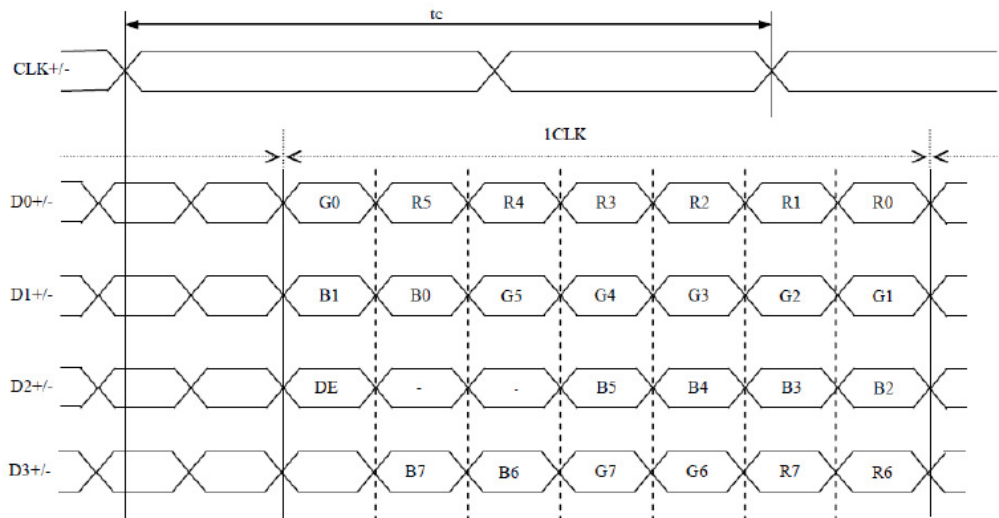 tc
CLK+/-
1CLK
D0+/- G0 R5 R4 R3 R2 R1 R0
D1+/- B1 B0 G5 G4 G3 G2 G1
D2+/- DE - - B5 B4 B3 B2
D3+/- B7 B6 G7 G6 R7 R6